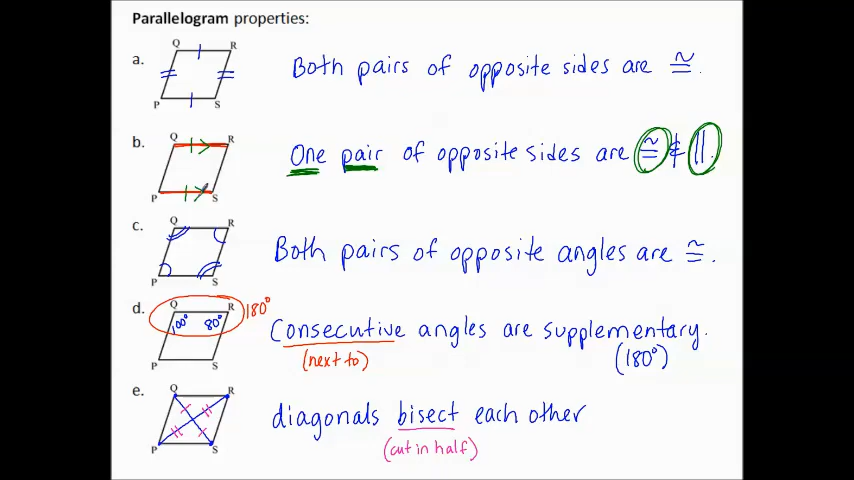 Parallelogram properties:
a. Q R P S Both pairs of opposite sides are ≅.
b. Q R P S One pair of opposite sides are ≅ & ||.
c. Q R P S Both pairs of opposite angles are ≅.
d. Q R 180°
100° 80° Consecutive angles are supplementary.
P S (next to) (180°)
e. Q R P S diagonals bisect each other
(cut in half)